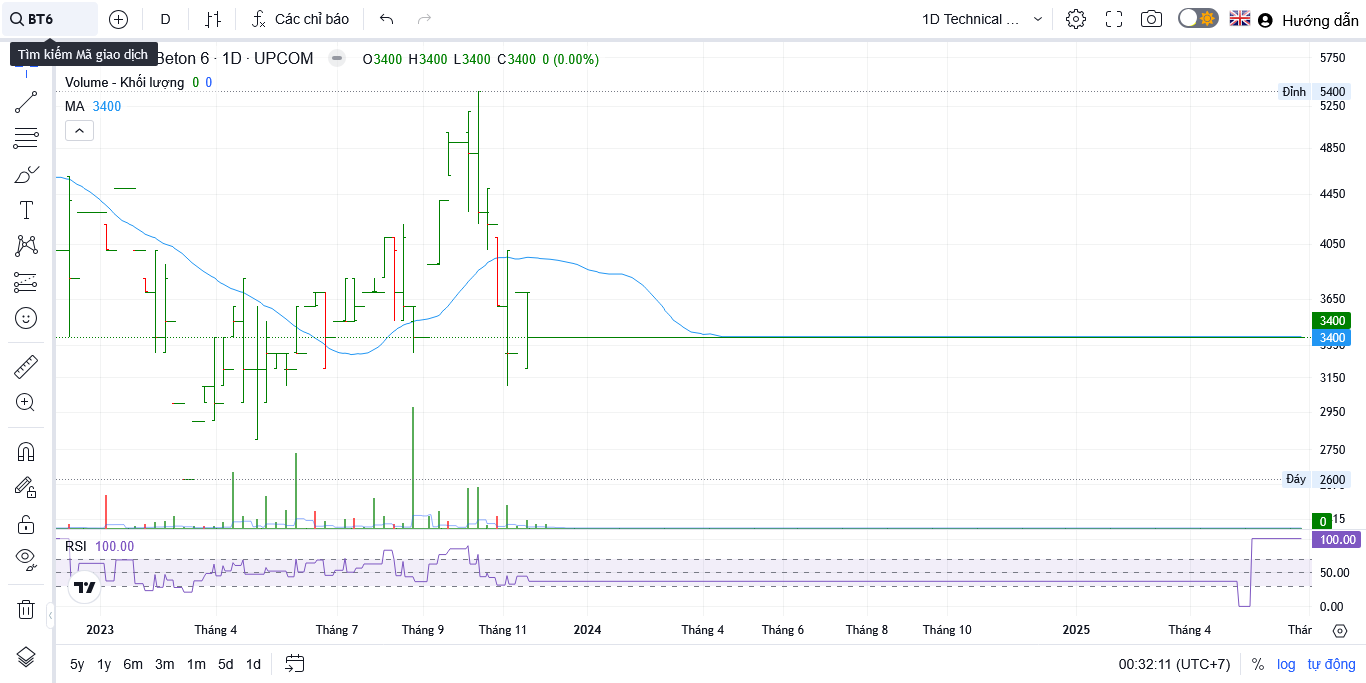 BT6 D Các chỉ báo 1D Technical ... Hướng dẫn
Tìm kiếm Mã giao dịch
Beton 6 · 1D · UPCOM O3400 H3400 L3400 C3400 0 (0.00%)
Volume - Khối lượng 0 0
MA 3400
5750
Đỉnh 5400
5250
4850
4450
4050
3650
3400
3400
3150
2950
2750
Đáy 2600
0 15
RSI 100.00
100.00
50.00
0.00
2023 Tháng 4 Tháng 7 Tháng 9 Tháng 11 2024 Tháng 4 Tháng 6 Tháng 8 Tháng 10 2025 Tháng 4 Thár
5y 1y 6m 3m 1m 5d 1d 00:32:11 (UTC+7) % log tự động